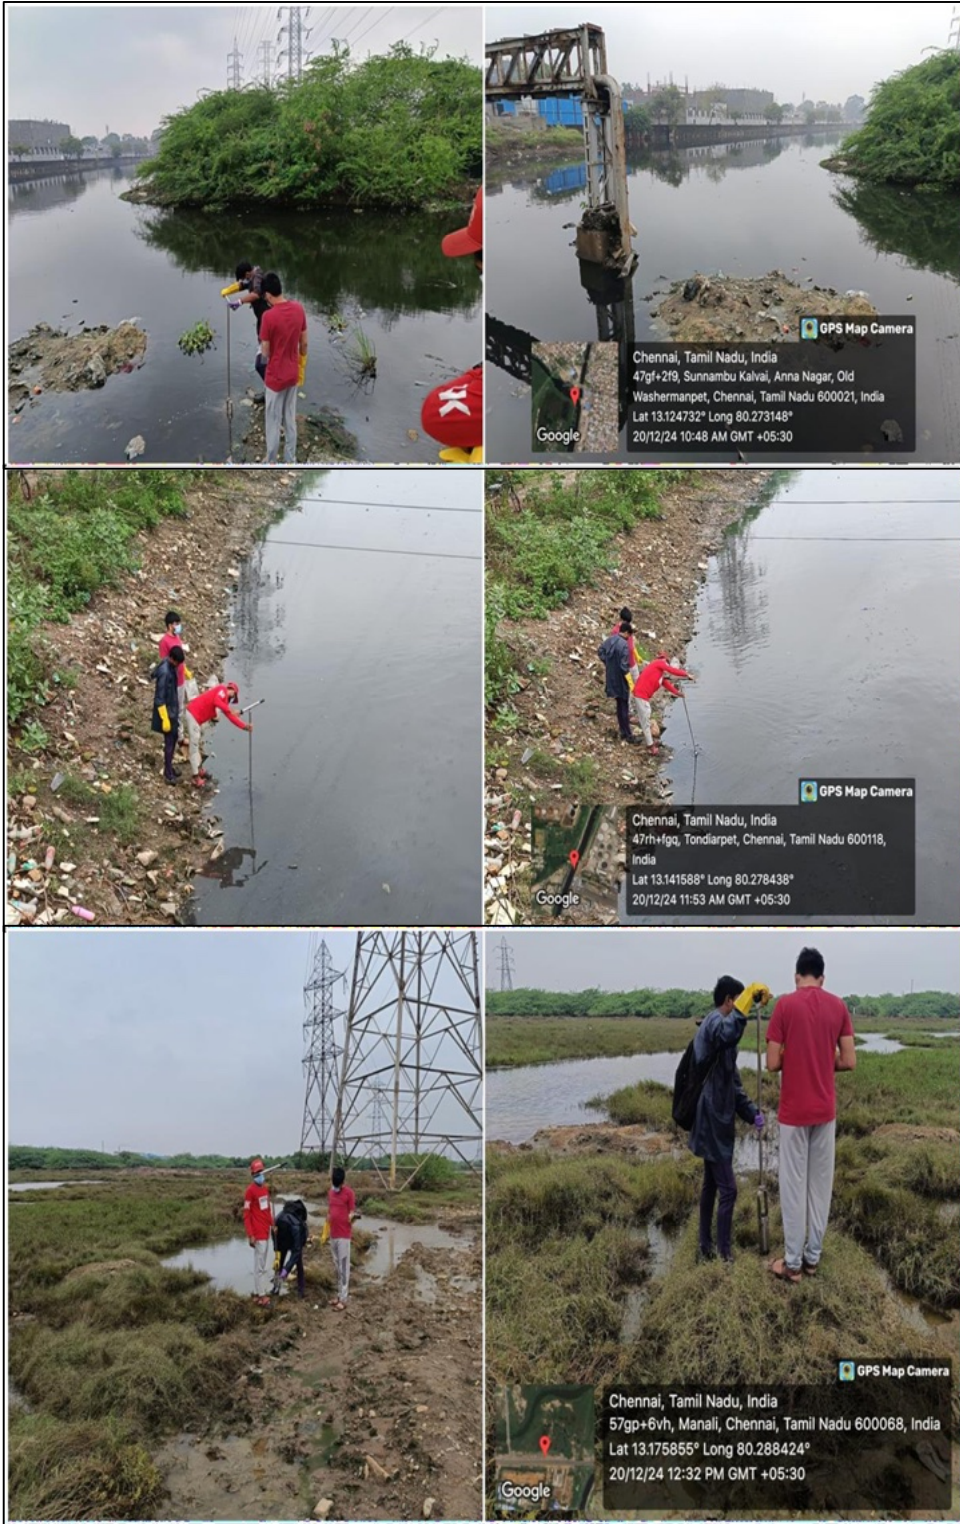 K
GPS Map Camera
Chennai, Tamil Nadu, India
47gf+2f9, Sunnambu Kalvai, Anna Nagar, Old
Washermanpet, Chennai, Tamil Nadu 600021, India
Lat 13.124732° Long 80.273148°
20/12/24 10:48 AM GMT +05:30
Google
GPS Map Camera
Chennai, Tamil Nadu, India
47rh+fgq, Tondiarpet, Chennai, Tamil Nadu 600118,
India
Lat 13.141588° Long 80.278438°
20/12/24 11:53 AM GMT +05:30
Google
GPS Map Camera
Chennai, Tamil Nadu, India
57gp+6vh, Manali, Chennai, Tamil Nadu 600068, India
Lat 13.175855° Long 80.288424°
20/12/24 12:32 PM GMT +05:30
Google